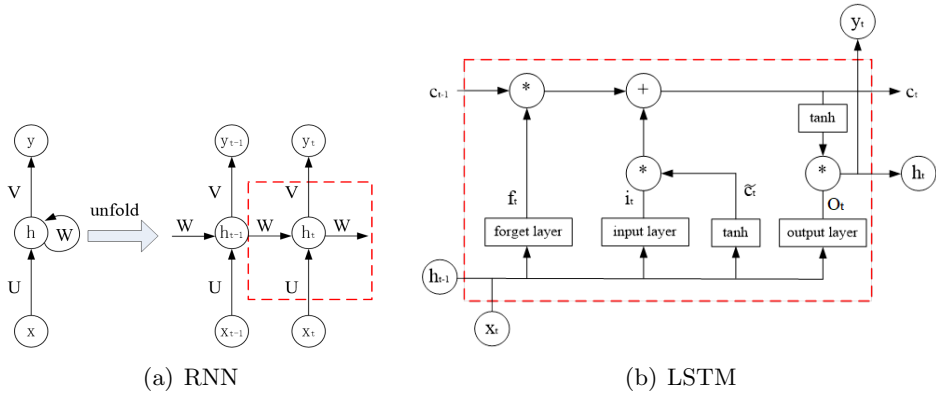 y
V
h
W
U
x
unfold
y t-1
y t
V
V
W
h t-1
W
h t
W
U
U
x t-1
x t
(a) RNN
y t
c t-1
*
+
c t
tanh
*
*
h t
f t
i t
c̃ t
O t
forget layer
input layer
tanh
output layer
h t-1
x t
(b) LSTM